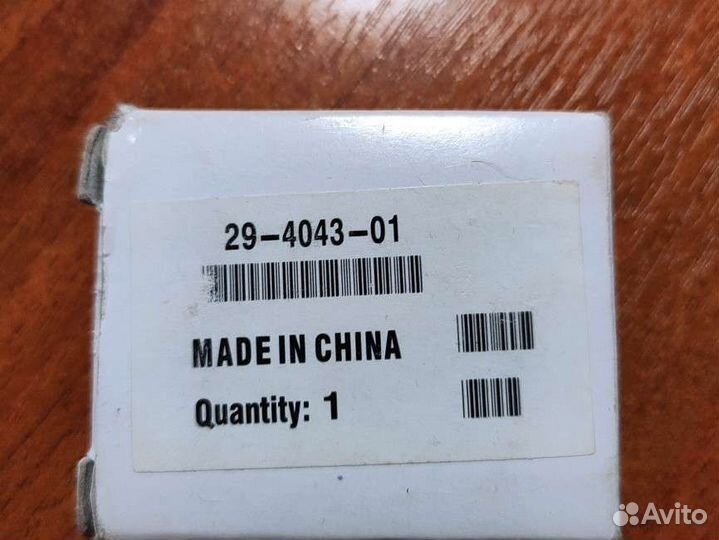 29-4043-01
MADE IN CHINA
Quantity: 1
Avito